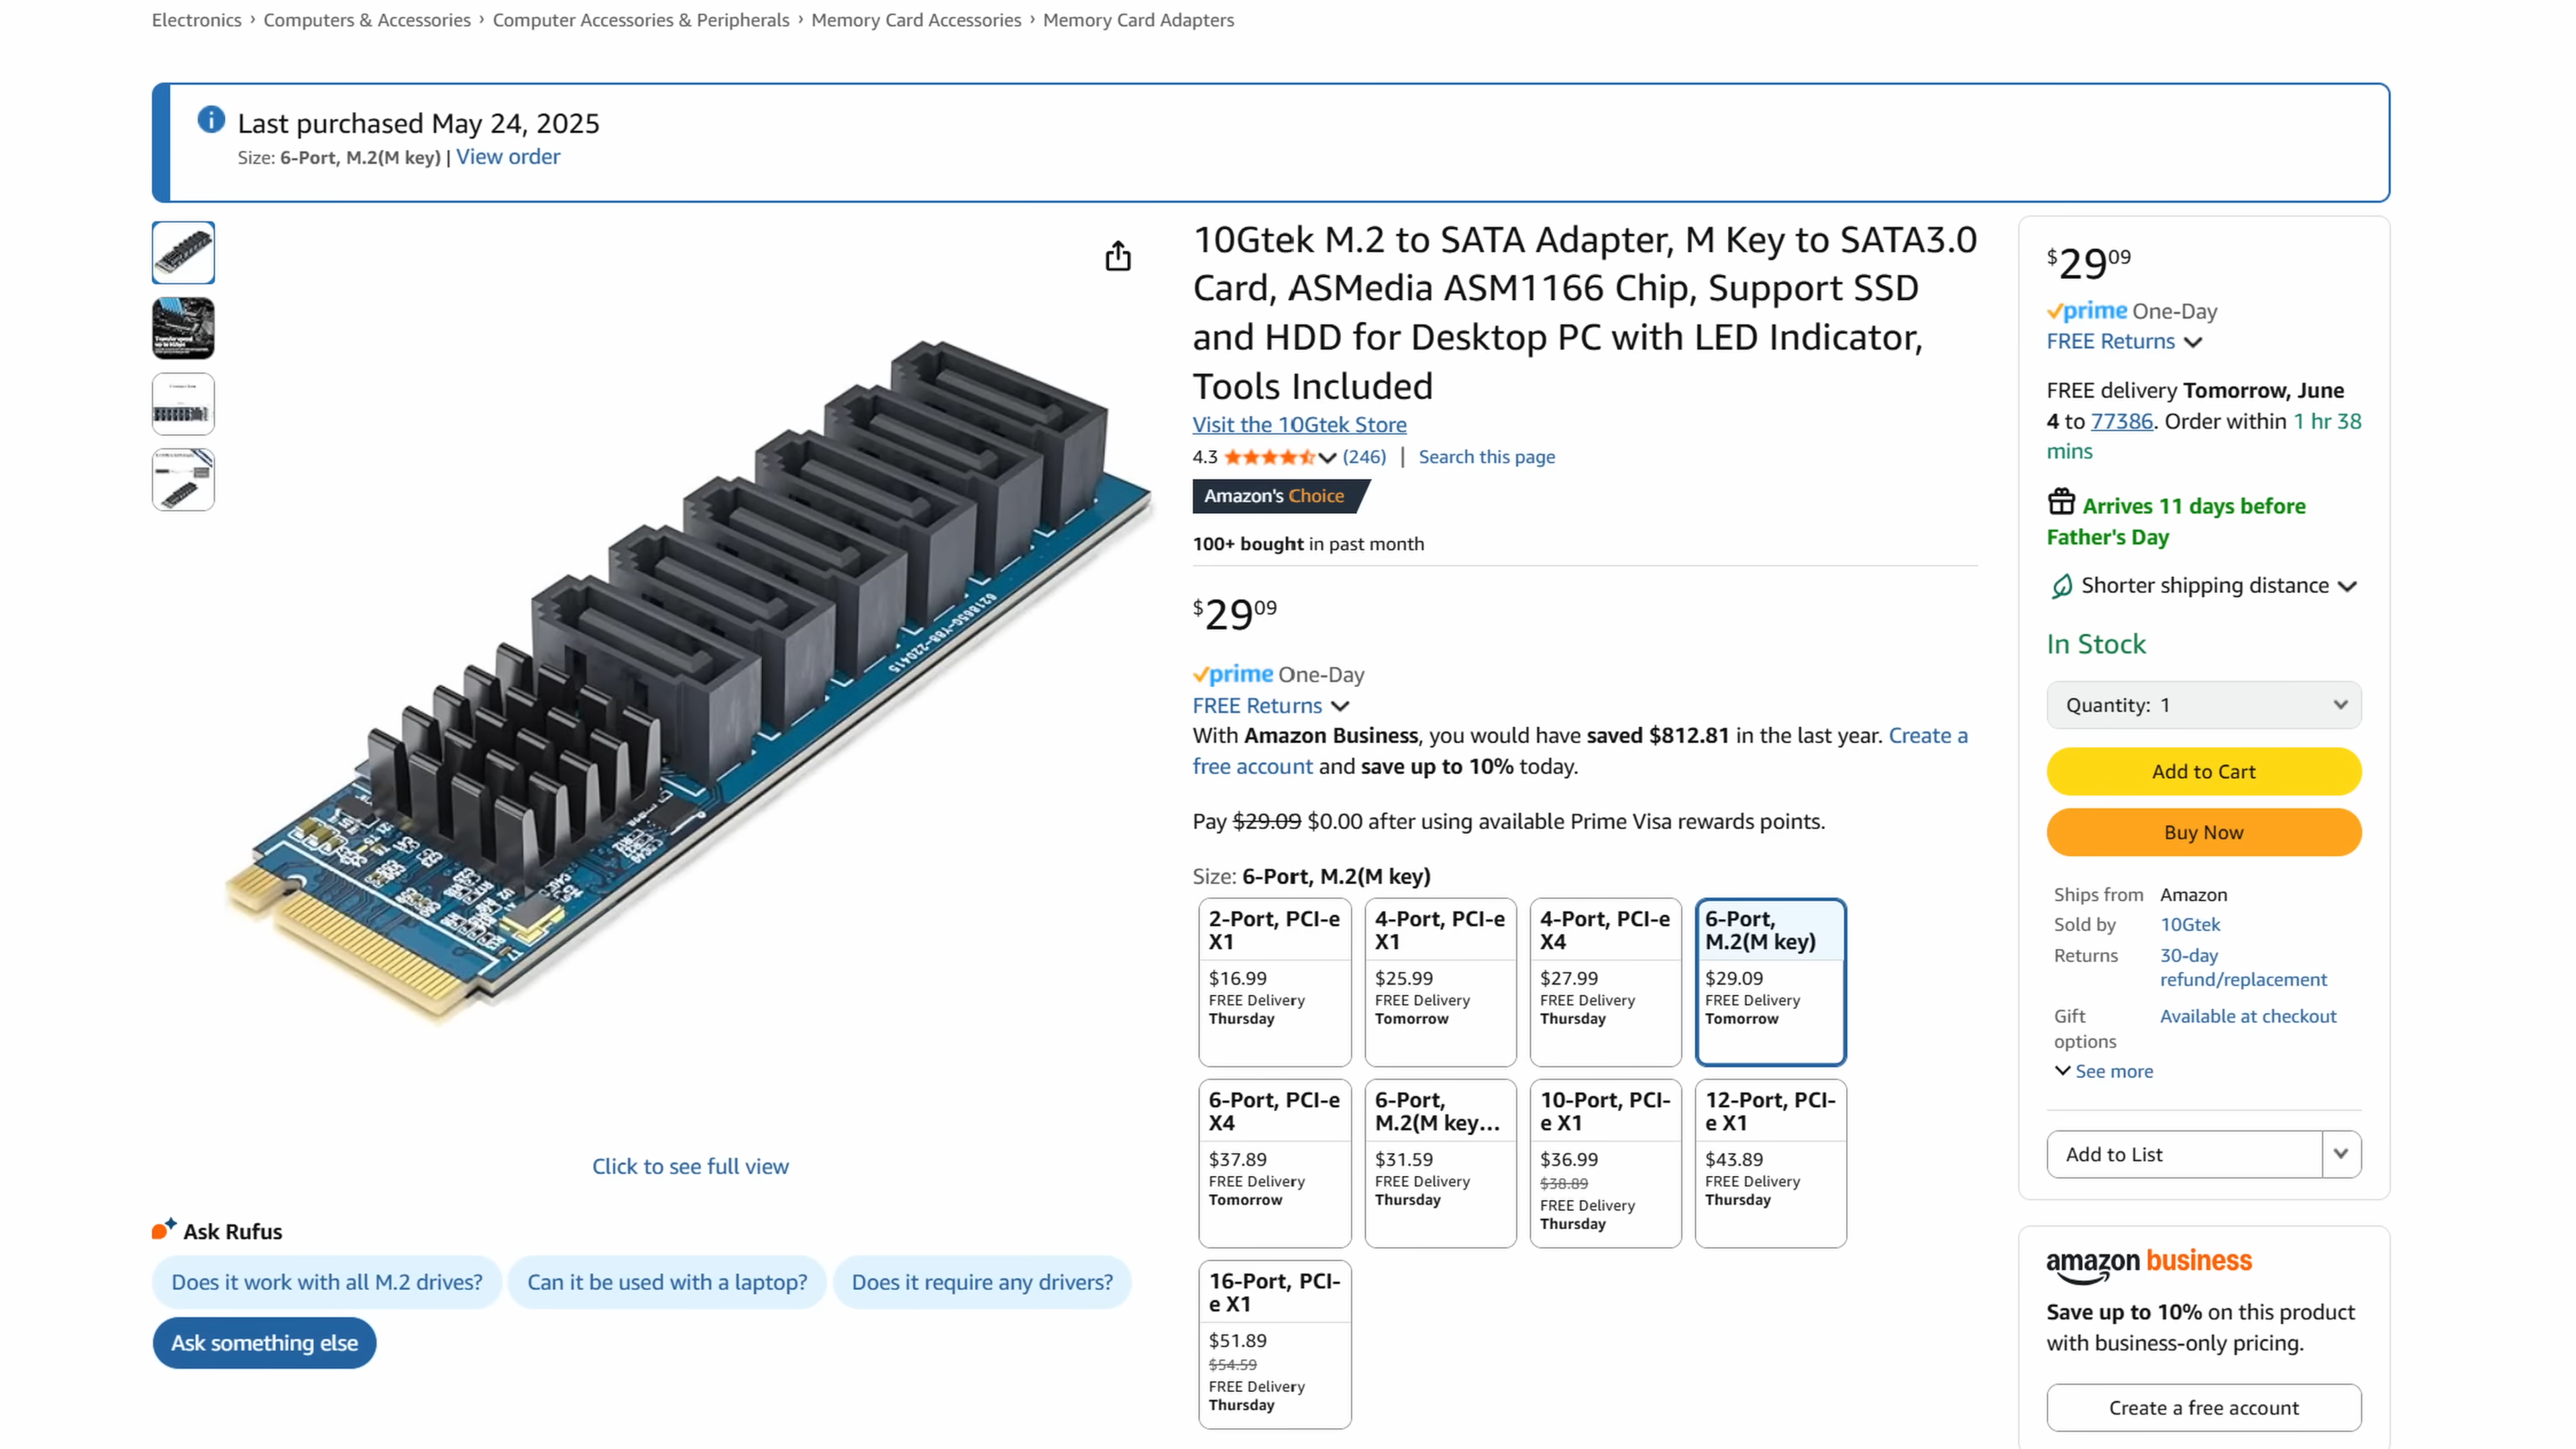 Electronics › Computers & Accessories › Computer Accessories & Peripherals › Memory Card Accessories › Memory Card Adapters
Last purchased May 24, 2025
Size: 6-Port, M.2(M key) | View order
10Gtek M.2 to SATA Adapter, M Key to SATA3.0
Card, ASMedia ASM1166 Chip, Support SSD
and HDD for Desktop PC with LED Indicator,
Tools Included
Visit the 10Gtek Store
4.3 (246) | Search this page
Amazon's Choice
100+ bought in past month
$29.09
prime One-Day
FREE Returns
With Amazon Business, you would have saved $812.81 in the last year. Create a
free account and save up to 10% today.
Pay $29.09 $0.00 after using available Prime Visa rewards points.
Size: 6-Port, M.2(M key)
2-Port, PCI-e
X1
$16.99
FREE Delivery
Thursday
4-Port, PCI-e
X1
$25.99
FREE Delivery
Tomorrow
4-Port, PCI-e
X4
$27.99
FREE Delivery
Thursday
6-Port,
M.2(M key)
$29.09
FREE Delivery
Tomorrow
6-Port, PCI-e
X4
$37.89
FREE Delivery
Tomorrow
6-Port,
M.2(M key...
$31.59
FREE Delivery
Thursday
10-Port, PCI-
e X1
$36.99
$38.89
FREE Delivery
Thursday
12-Port, PCI-
e X1
$43.89
FREE Delivery
Thursday
16-Port, PCI-
e X1
$51.89
$54.59
FREE Delivery
Thursday
621865G-Y88-220415
Click to see full view
Ask Rufus
Does it work with all M.2 drives?
Can it be used with a laptop?
Does it require any drivers?
Ask something else
$29.09
prime One-Day
FREE Returns
FREE delivery Tomorrow, June
4 to 77386. Order within 1 hr 38
mins
Arrives 11 days before
Father's Day
Shorter shipping distance
In Stock
Quantity: 1
Add to Cart
Buy Now
Ships from Amazon
Sold by 10Gtek
Returns 30-day
refund/replacement
Gift Available at checkout
options
See more
Add to List
amazon business
Save up to 10% on this product
with business-only pricing.
Create a free account